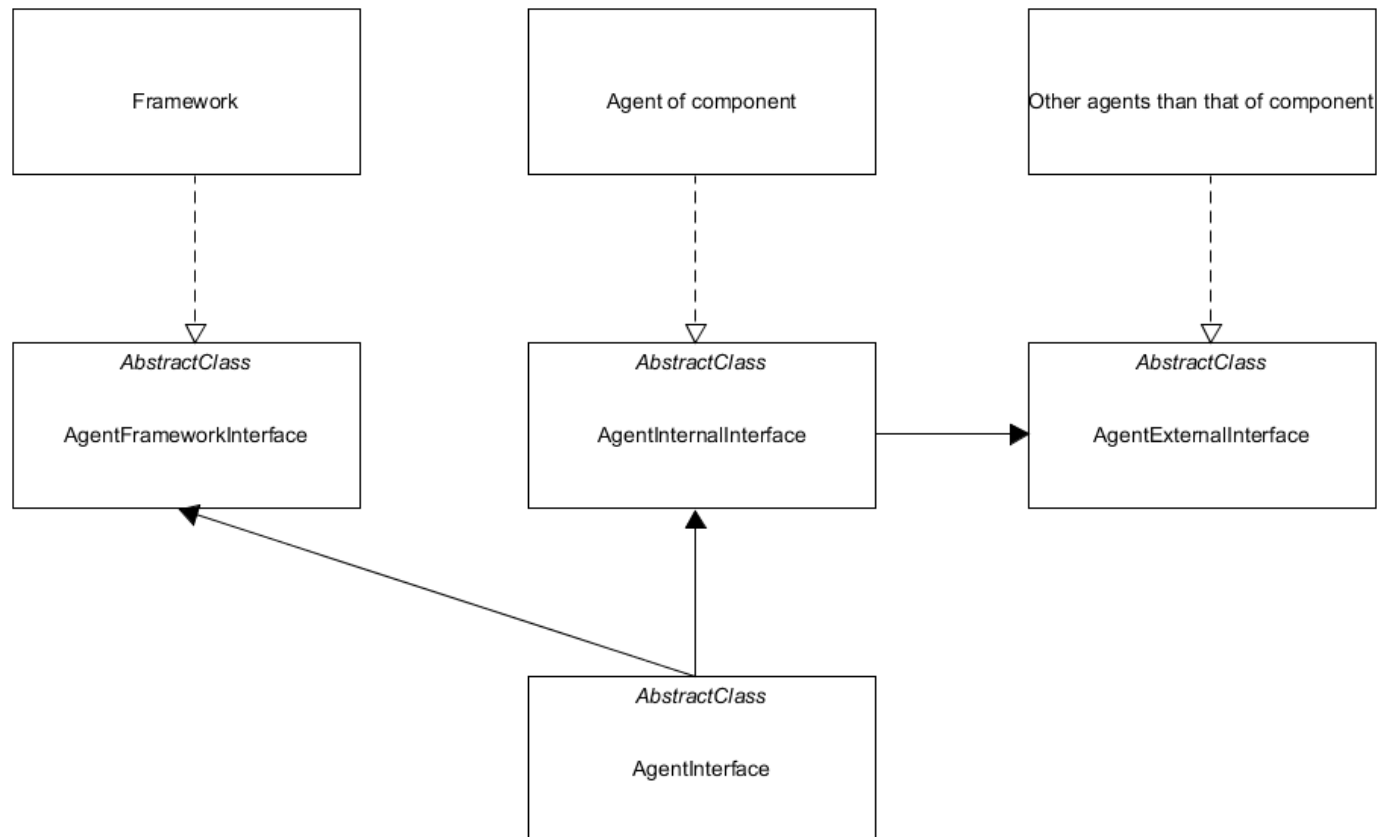 Framework
Agent of component
Other agents than that of component
AbstractClass
AgentFrameworkInterface
AbstractClass
AgentInternalInterface
AbstractClass
AgentExternalInterface
AbstractClass
AgentInterface